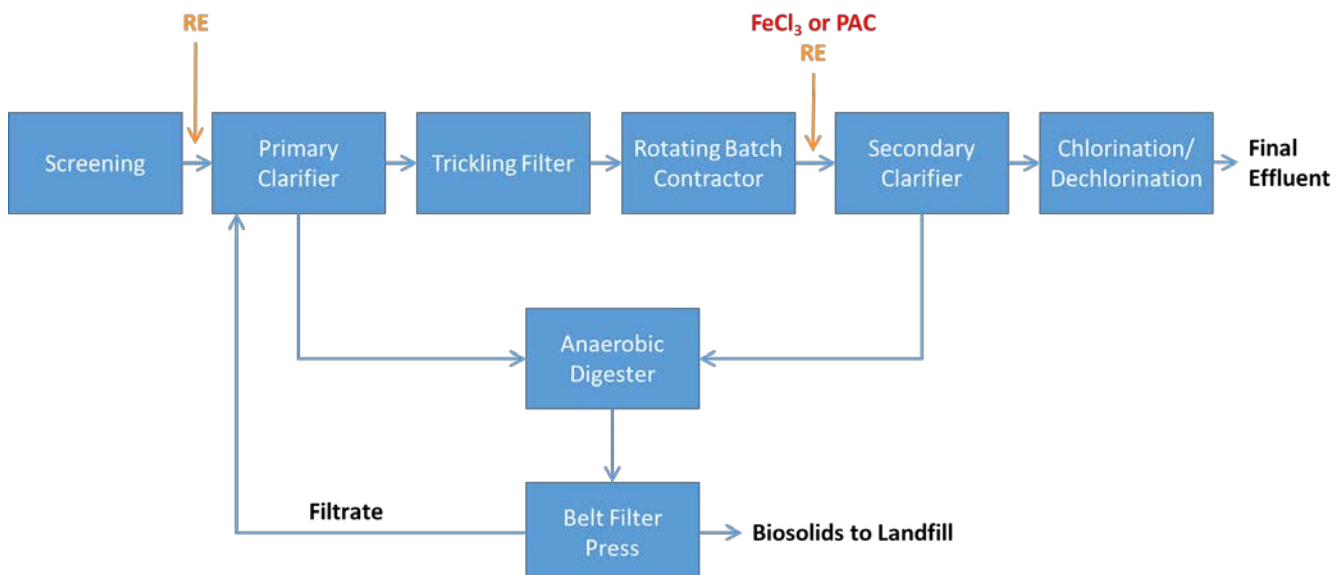 RE
FeCl₃ or PAC
RE
Screening
Primary
Clarifier
Trickling Filter
Rotating Batch
Contractor
Secondary
Clarifier
Chlorination/
Dechlorination
Final
Effluent
Anaerobic
Digester
Filtrate
Belt Filter
Press
Biosolids to Landfill